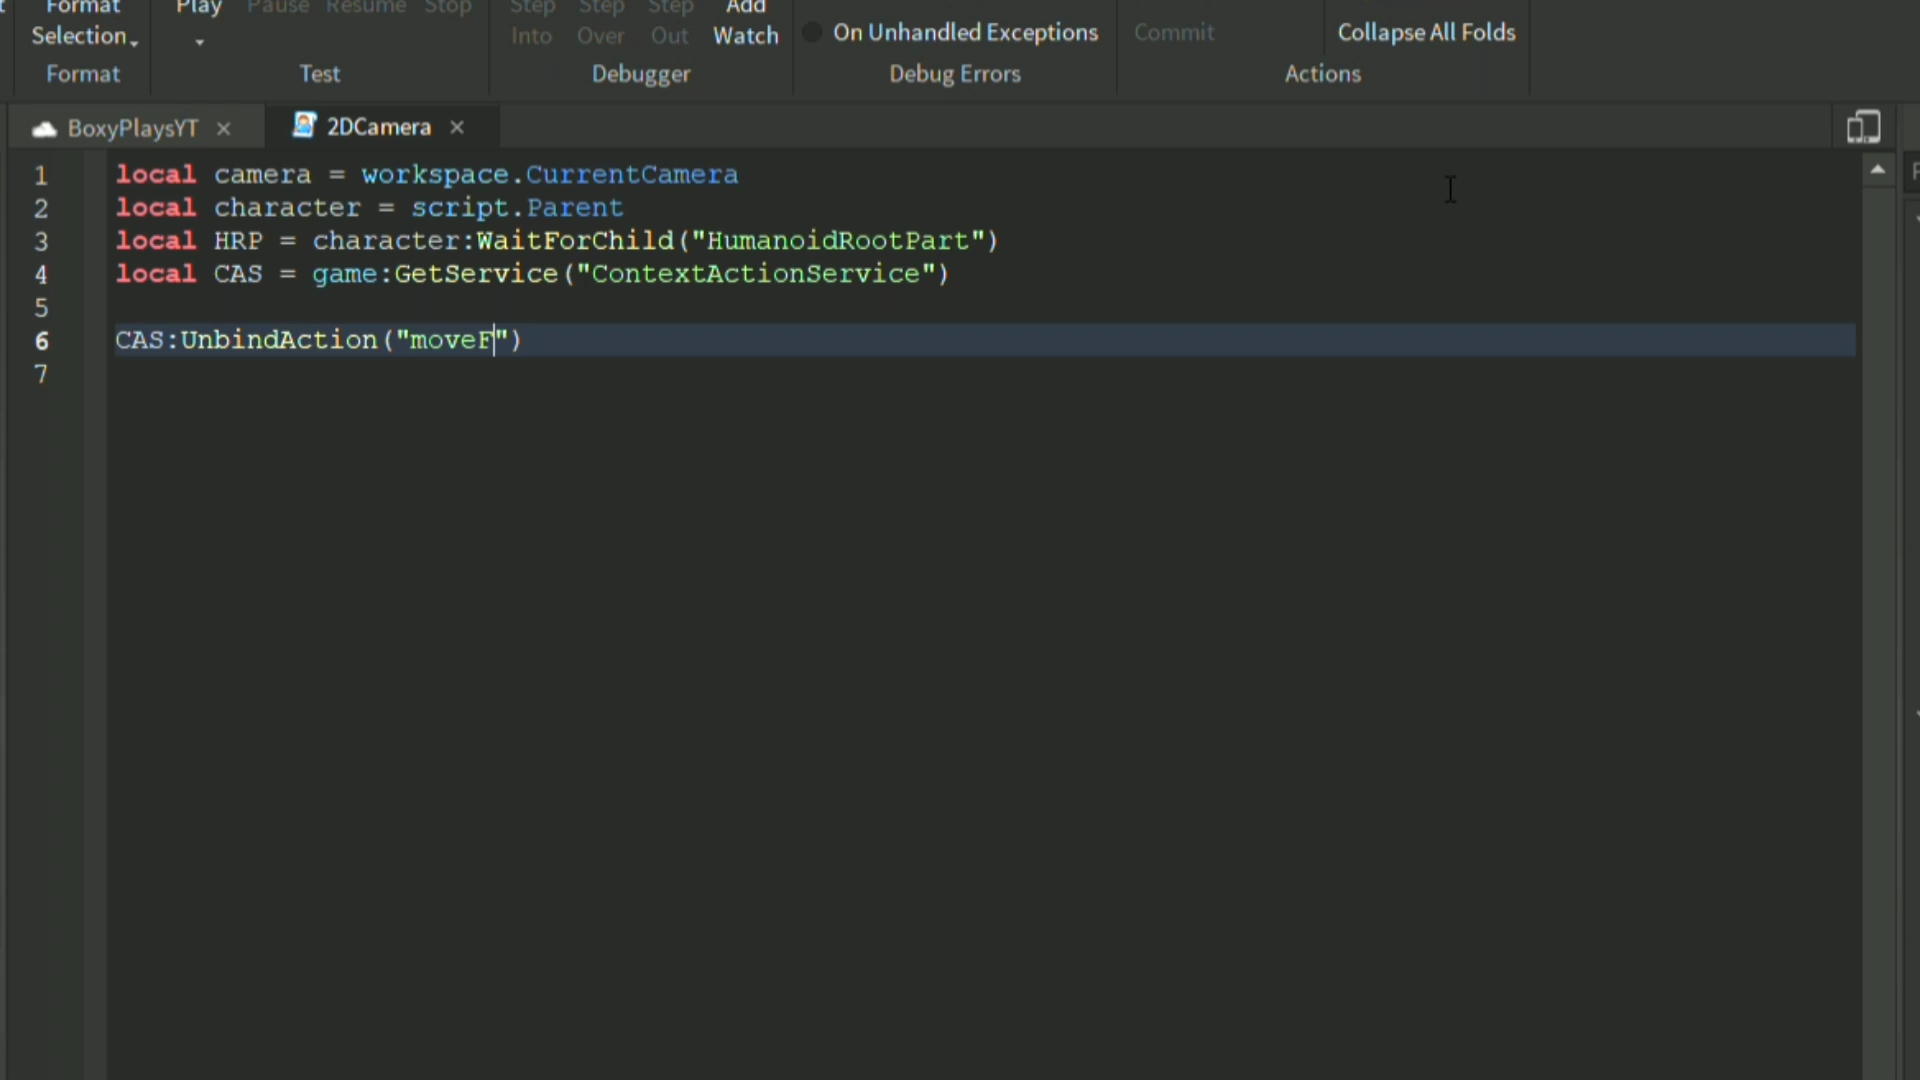 Format Play Pause Resume Stop Step Step Step Add
Selection Into Over Out Watch On Unhandled Exceptions Commit Collapse All Folds
Format Test Debugger Debug Errors Actions
BoxyPlaysYT × 2DCamera ×
1 local camera = workspace.CurrentCamera
2 local character = script.Parent
3 local HRP = character:WaitForChild("HumanoidRootPart")
4 local CAS = game:GetService("ContextActionService")
5
6 CAS:UnbindAction("moveF")
7